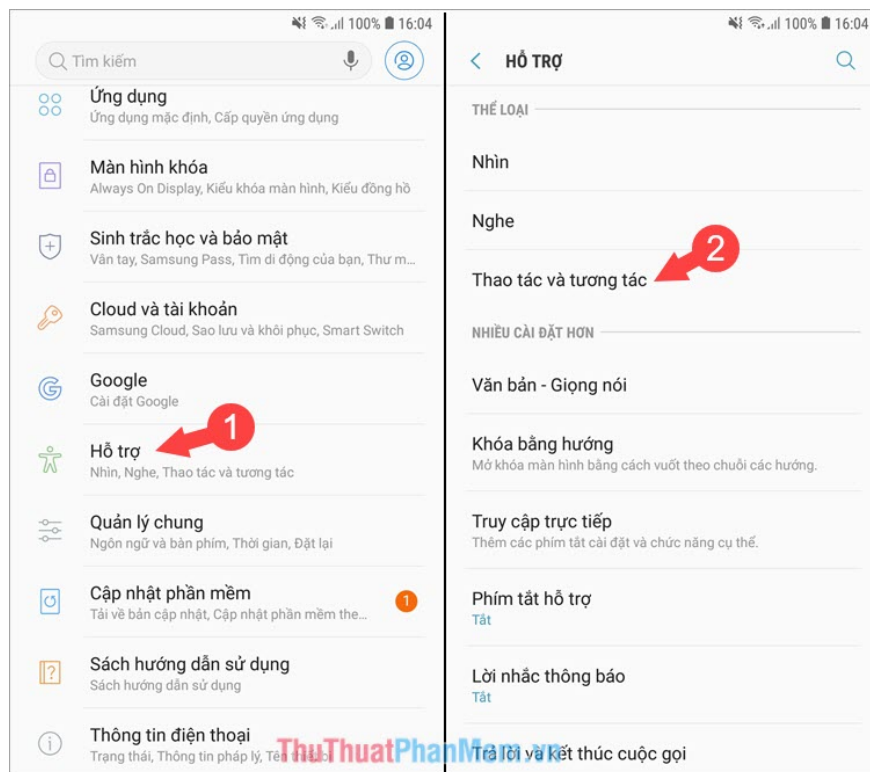 100% 16:04
Tìm kiếm
Ứng dụng
Ứng dụng mặc định, Cấp quyền ứng dụng
Màn hình khóa
Always On Display, Kiểu khóa màn hình, Kiểu đồng hồ
Sinh trắc học và bảo mật
Vân tay, Samsung Pass, Tìm di động của bạn, Thư m...
Cloud và tài khoản
Samsung Cloud, Sao lưu và khôi phục, Smart Switch
Google
Cài đặt Google
1
Hỗ trợ
Nhìn, Nghe, Thao tác và tương tác
Quản lý chung
Ngôn ngữ và bàn phím, Thời gian, Đặt lại
Cập nhật phần mềm
1
Tải về bản cập nhật, Cập nhật phần mềm the...
Sách hướng dẫn sử dụng
Sách hướng dẫn sử dụng
Thông tin điện thoại
Trạng thái, Thông tin pháp lý, Tên thiết bị
100% 16:04
HỖ TRỢ
THỂ LOẠI
Nhìn
Nghe
2
Thao tác và tương tác
NHIỀU CÀI ĐẶT HƠN
Văn bản - Giọng nói
Khóa bằng hướng
Mở khóa màn hình bằng cách vuốt theo chuỗi các hướng.
Truy cập trực tiếp
Thêm các phím tắt cài đặt và chức năng cụ thể.
Phím tắt hỗ trợ
Tắt
Lời nhắc thông báo
Tắt
Trả lời và kết thúc cuộc gọi
ThuThuatPhanMem.vn